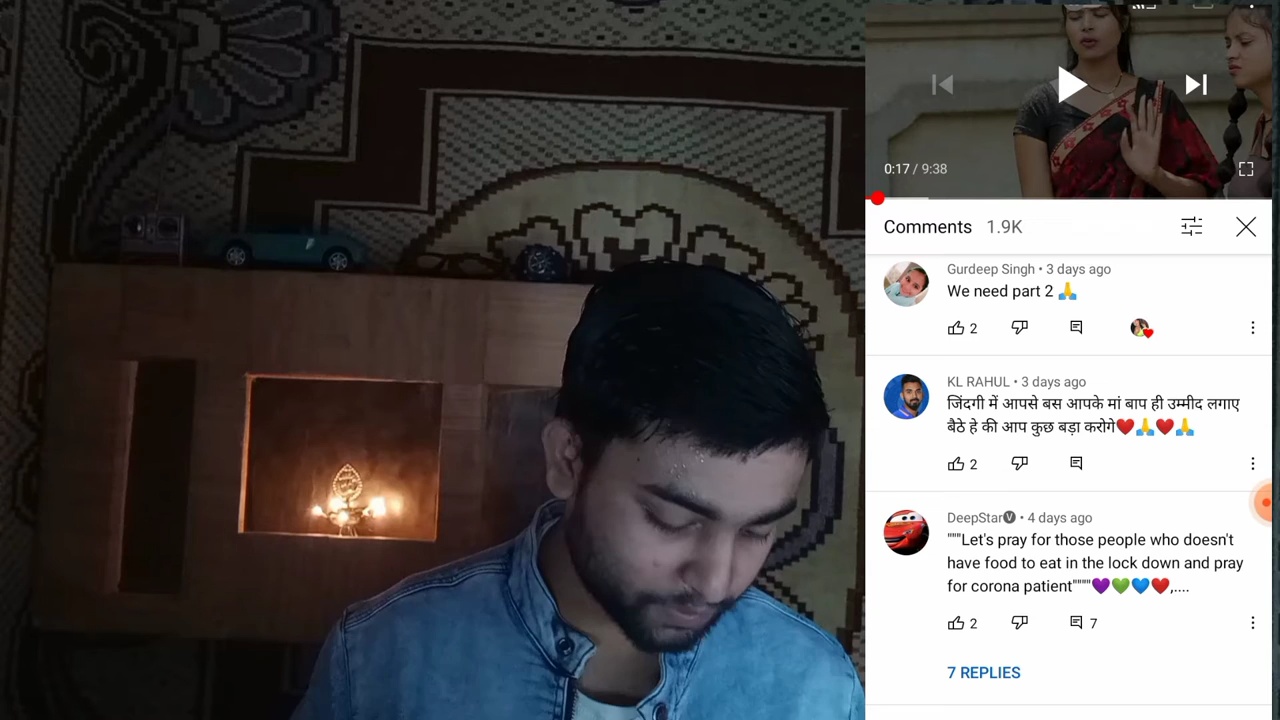 0:17 / 9:38
Comments 1.9K
Gurdeep Singh • 3 days ago
We need part 2 🙏
2
KL RAHUL • 3 days ago
जिंदगी में आपसे बस आपके मां बाप ही उम्मीद लगाए
बैठे हे की आप कुछ बड़ा करोगे❤️🙏❤️🙏
2
DeepStarⓥ • 4 days ago
"""Let's pray for those people who doesn't
have food to eat in the lock down and pray
for corona patient""""💜💚💙❤️,....
2 7
7 REPLIES